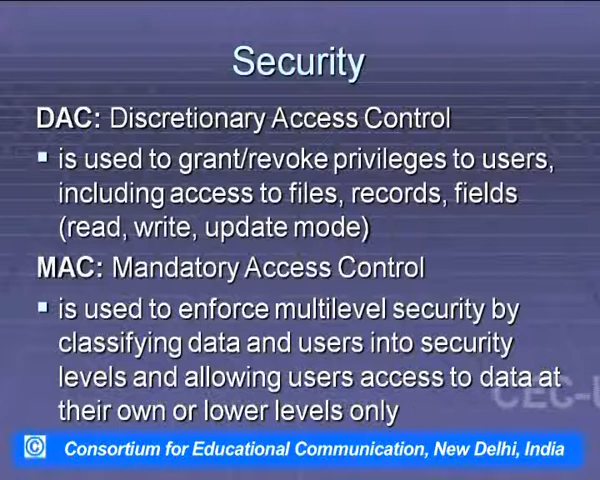 Security
DAC: Discretionary Access Control
▪ is used to grant/revoke privileges to users,
including access to files, records, fields
(read, write, update mode)
MAC: Mandatory Access Control
▪ is used to enforce multilevel security by
classifying data and users into security
levels and allowing users access to data at
their own or lower levels only
CEC-U
© Consortium for Educational Communication, New Delhi, India